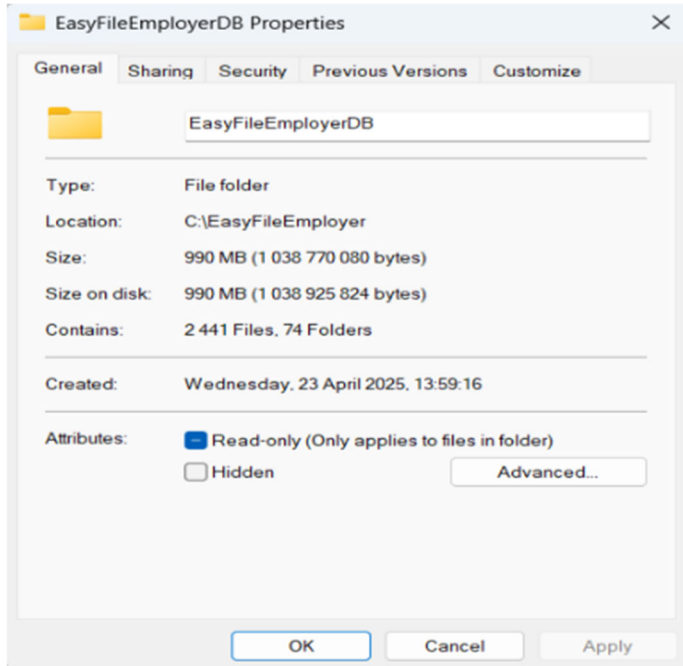 EasyFileEmployerDB Properties
General Sharing Security Previous Versions Customize
EasyFileEmployerDB
Type: File folder
Location: C:\EasyFileEmployer
Size: 990 MB (1 038 770 080 bytes)
Size on disk: 990 MB (1 038 925 824 bytes)
Contains: 2 441 Files, 74 Folders
Created: Wednesday, 23 April 2025, 13:59:16
Attributes: Read-only (Only applies to files in folder)
Hidden Advanced...
OK Cancel Apply